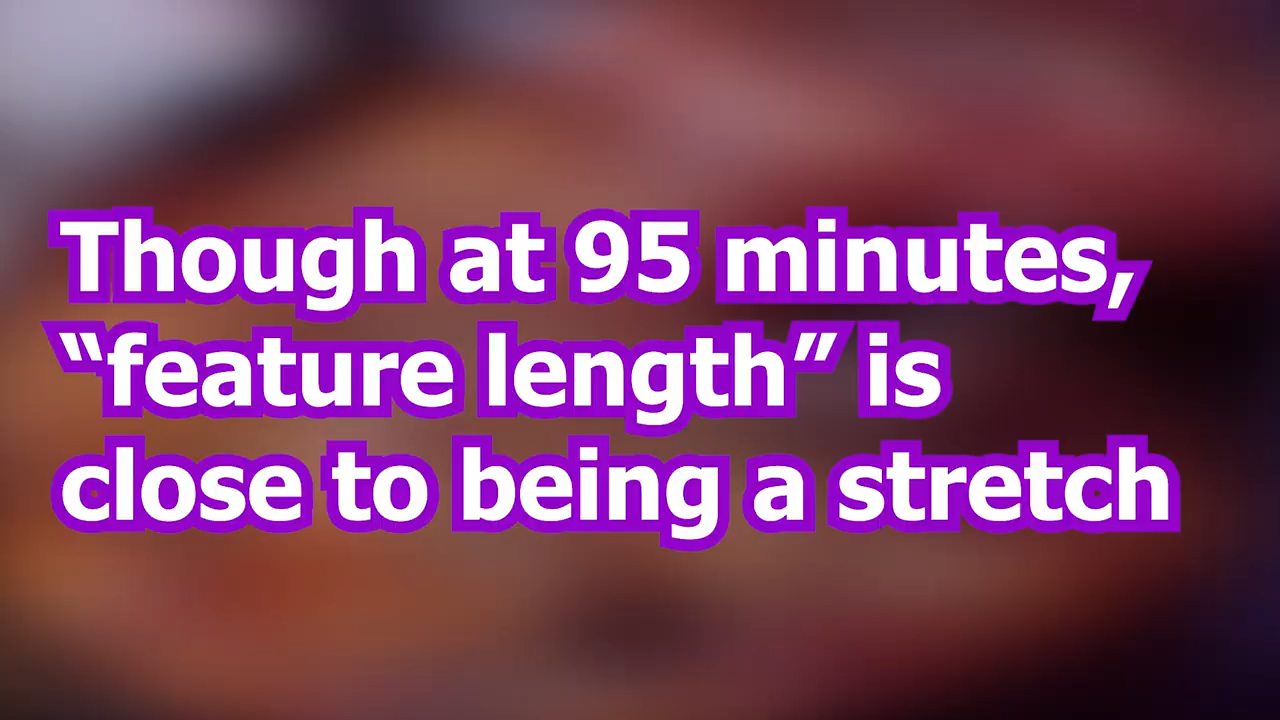 Though at 95 minutes,
“feature length” is
close to being a stretch